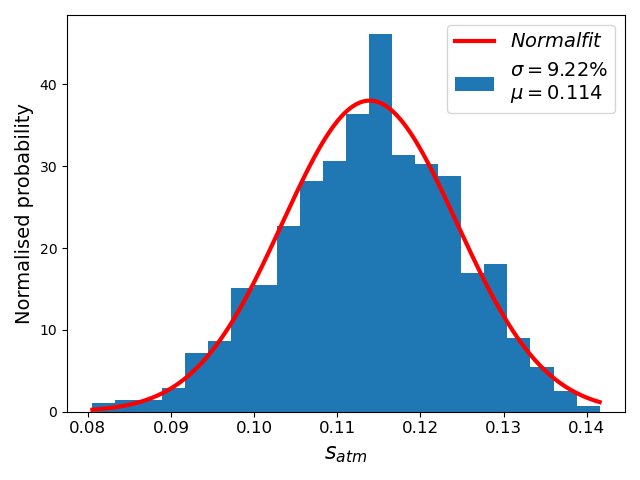 Normalfit
σ = 9.22%
μ = 0.114
Normalised probability
40
30
20
10
0
0.08 0.09 0.10 0.11 0.12 0.13 0.14
s_atm